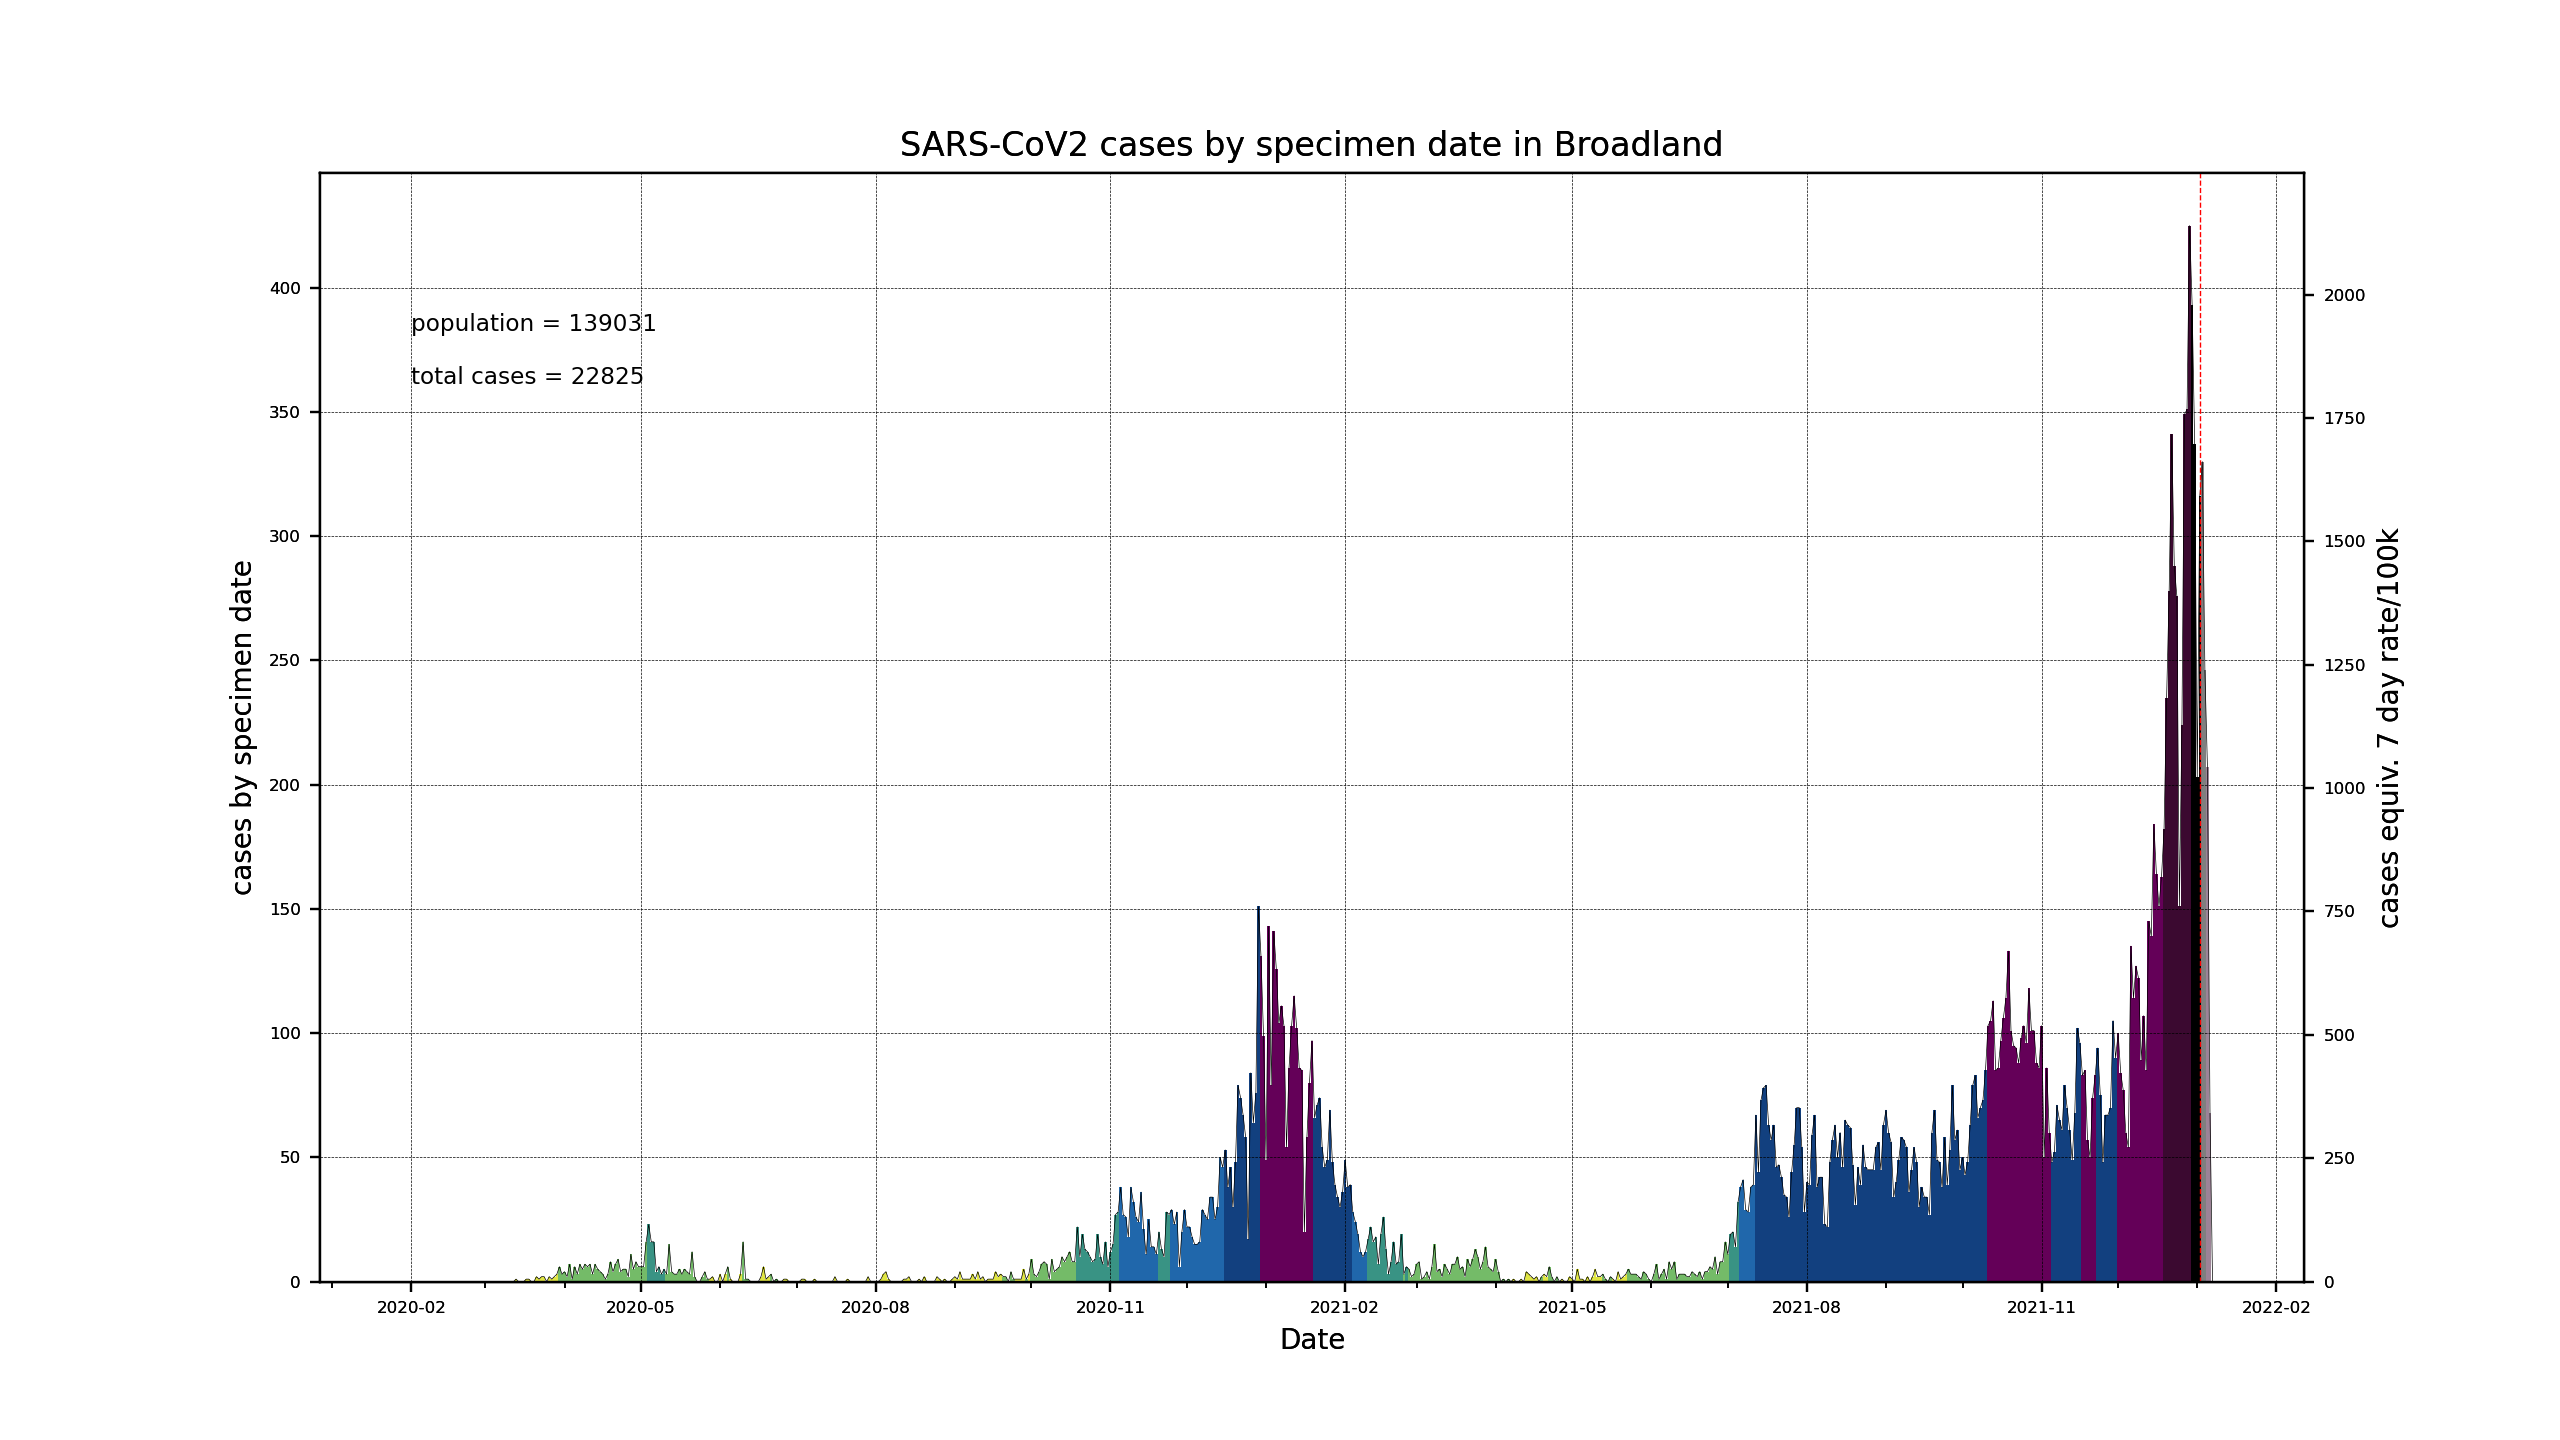 SARS-CoV2 cases by specimen date in Broadland
population = 139031
total cases = 22825
cases by specimen date
400
350
300
250
200
150
100
50
0
2000
1750
1500
1250
1000
750
500
250
0
cases equiv. 7 day rate/100k
2020-02 2020-05 2020-08 2020-11 2021-02 2021-05 2021-08 2021-11 2022-02
Date